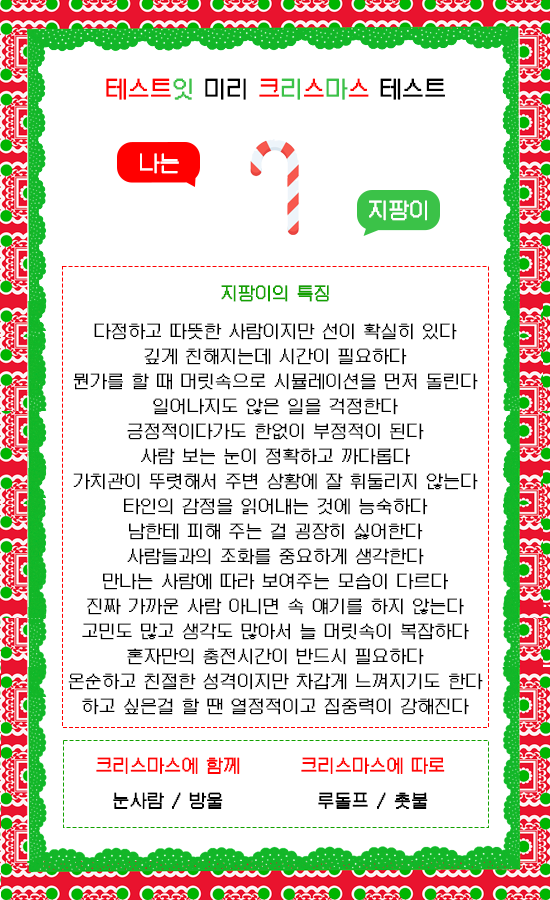 테스트잇 미리 크리스마스 테스트
나는
지팡이
지팡이의 특징
다정하고 따뜻한 사람이지만 선이 확실히 있다
깊게 친해지는데 시간이 필요하다
뭔가를 할 때 머릿속으로 시뮬레이션을 먼저 돌린다
일어나지도 않은 일을 걱정한다
긍정적이다가도 한없이 부정적이 된다
사람 보는 눈이 정확하고 까다롭다
가치관이 뚜렷해서 주변 상황에 잘 휘둘리지 않는다
타인의 감정을 읽어내는 것에 능숙하다
남한테 피해 주는 걸 굉장히 싫어한다
사람들과의 조화를 중요하게 생각한다
만나는 사람에 따라 보여주는 모습이 다르다
진짜 가까운 사람 아니면 속 얘기를 하지 않는다
고민도 많고 생각도 많아서 늘 머릿속이 복잡하다
혼자만의 충전시간이 반드시 필요하다
온순하고 친절한 성격이지만 차갑게 느껴지기도 한다
하고 싶은걸 할 땐 열정적이고 집중력이 강해진다
크리스마스에 함께 크리스마스에 따로
눈사람 / 방울 루돌프 / 촛불